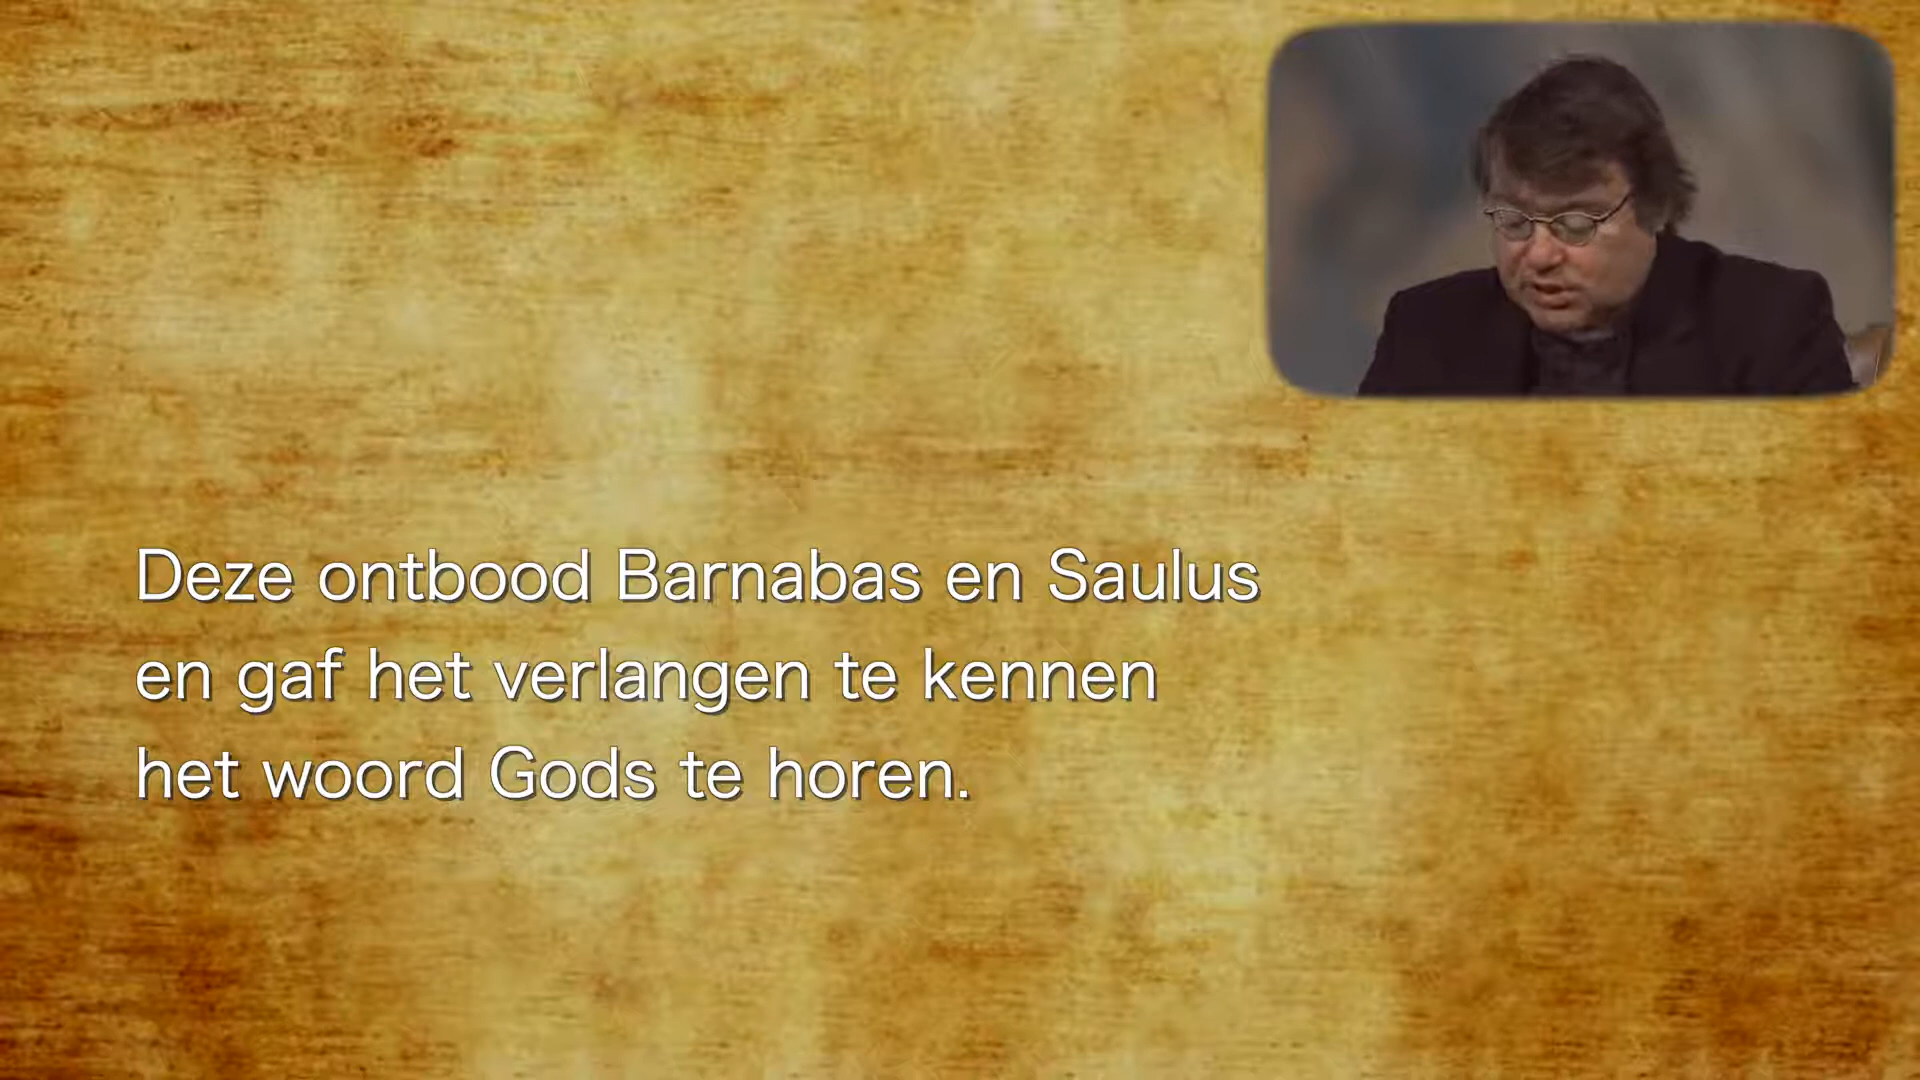 Deze ontbood Barnabas en Saulus
en gaf het verlangen te kennen
het woord Gods te horen.